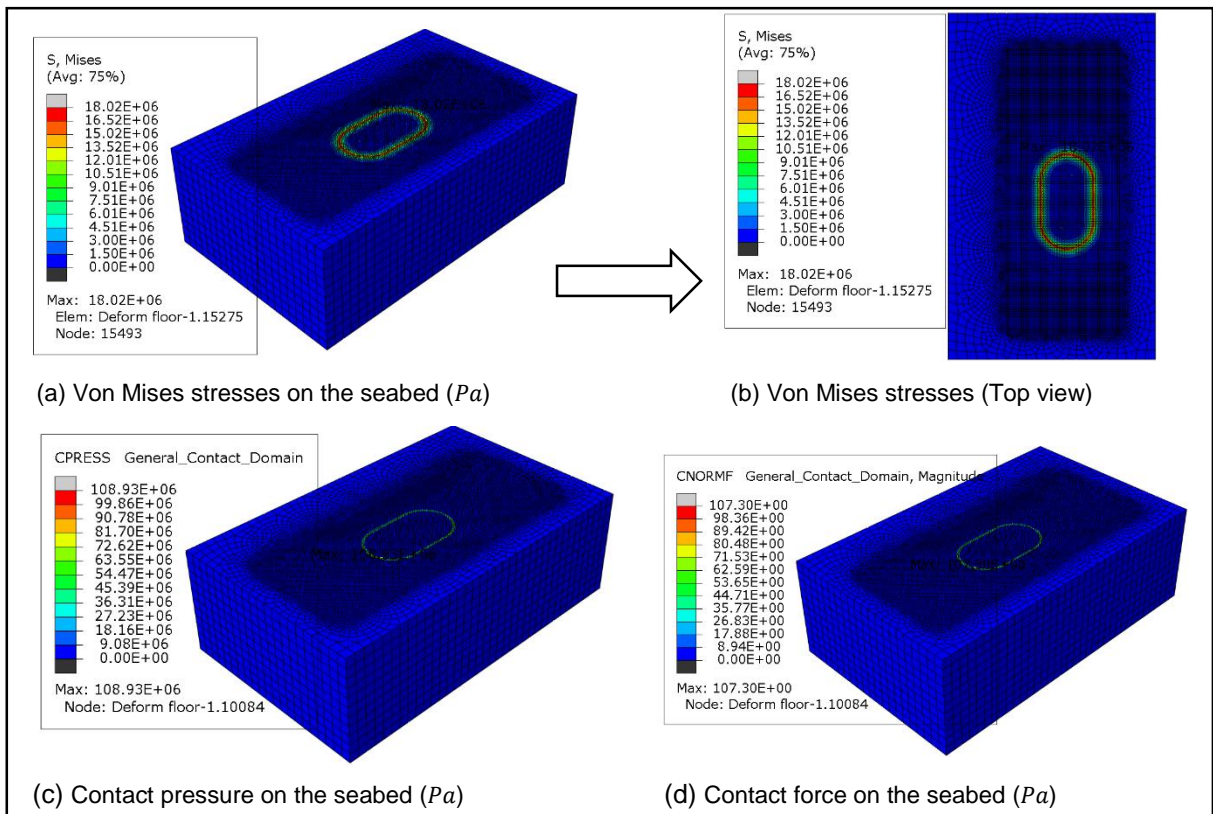 S, Mises
(Avg: 75%)
18.02E+06
16.52E+06
15.02E+06
13.52E+06
12.01E+06
10.51E+06
9.01E+06
7.51E+06
6.01E+06
4.51E+06
3.00E+06
1.50E+06
0.00E+00
Max: 18.02E+06
Elem: Deform floor-1.15275
Node: 15493
(a) Von Mises stresses on the seabed (Pa)
S, Mises
(Avg: 75%)
18.02E+06
16.52E+06
15.02E+06
13.52E+06
12.01E+06
10.51E+06
9.01E+06
7.51E+06
6.01E+06
4.51E+06
3.00E+06
1.50E+06
0.00E+00
Max: 18.02E+06
Elem: Deform floor-1.15275
Node: 15493
(b) Von Mises stresses (Top view)
CPRESS General_Contact_Domain
108.93E+06
99.86E+06
90.78E+06
81.70E+06
72.62E+06
63.55E+06
54.47E+06
45.39E+06
36.31E+06
27.23E+06
18.16E+06
9.08E+06
0.00E+00
Max: 108.93E+06
Node: Deform floor-1.10084
(c) Contact pressure on the seabed (Pa)
CNORMF General_Contact_Domain, Magnitude
107.30E+00
98.36E+00
89.42E+00
80.48E+00
71.53E+00
62.59E+00
53.65E+00
44.71E+00
35.77E+00
26.83E+00
17.88E+00
8.94E+00
0.00E+00
Max: 107.30E+00
Node: Deform floor-1.10084
(d) Contact force on the seabed (Pa)